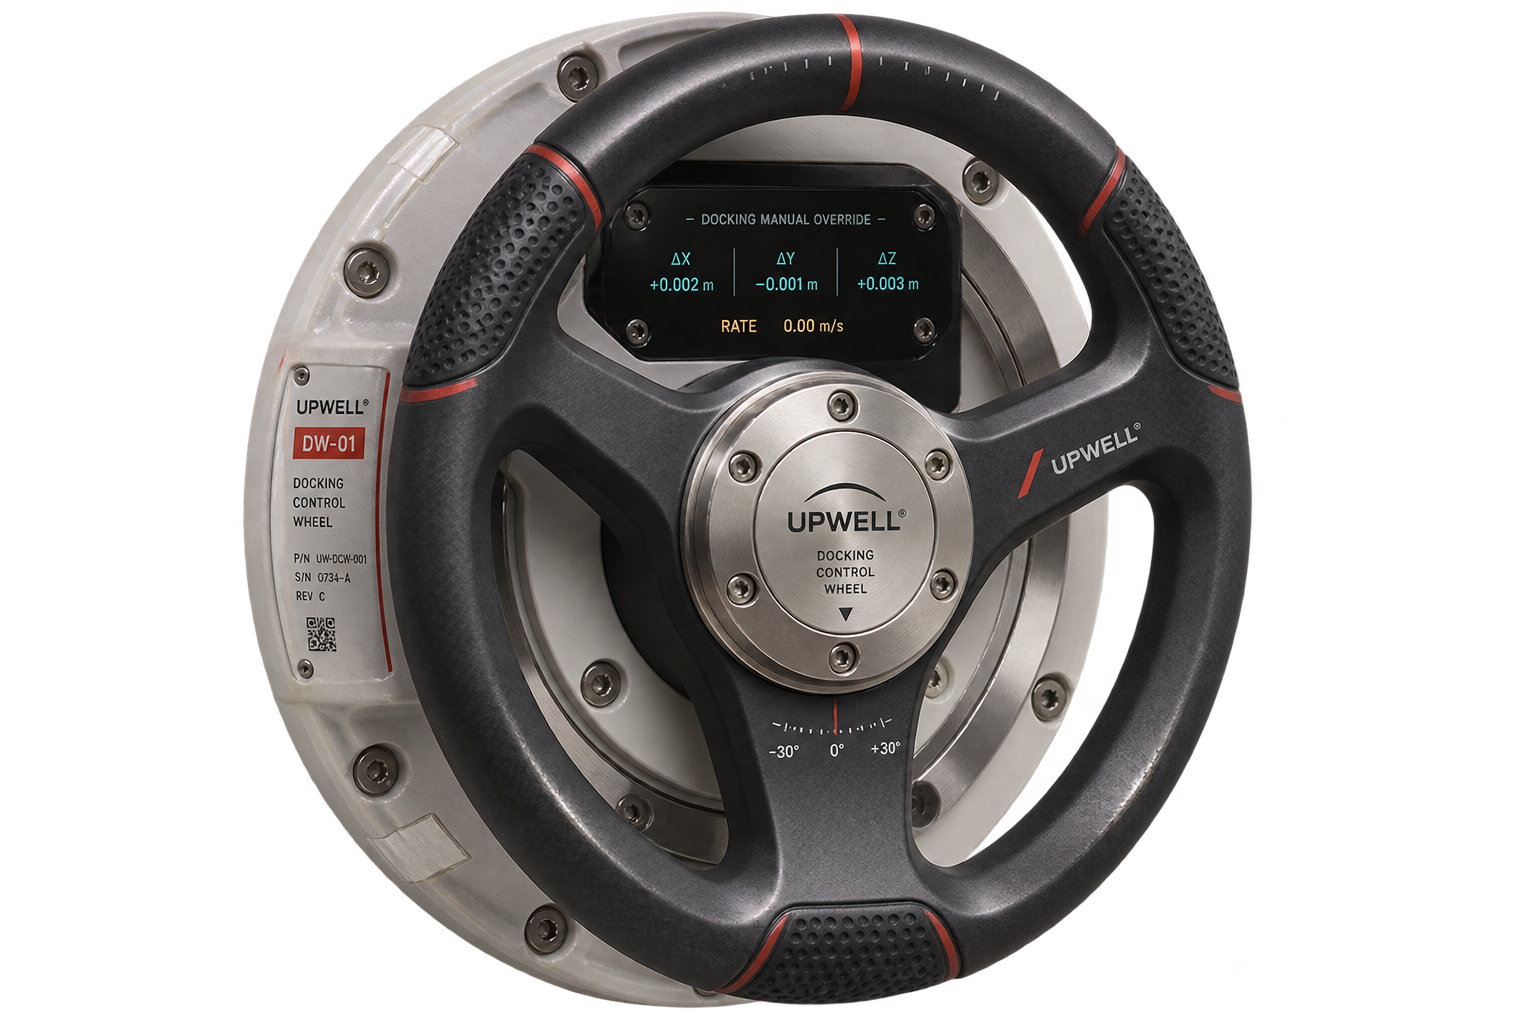 – DOCKING MANUAL OVERRIDE –
ΔX ΔY ΔZ
+0.002 m −0.001 m +0.003 m
RATE 0.00 m/s
UPWELL®
DW-01
DOCKING
CONTROL
WHEEL
P/N UW-DCW-001
S/N 0734-A
REV C
UPWELL®
UPWELL®
DOCKING
CONTROL
WHEEL
-30° 0° +30°